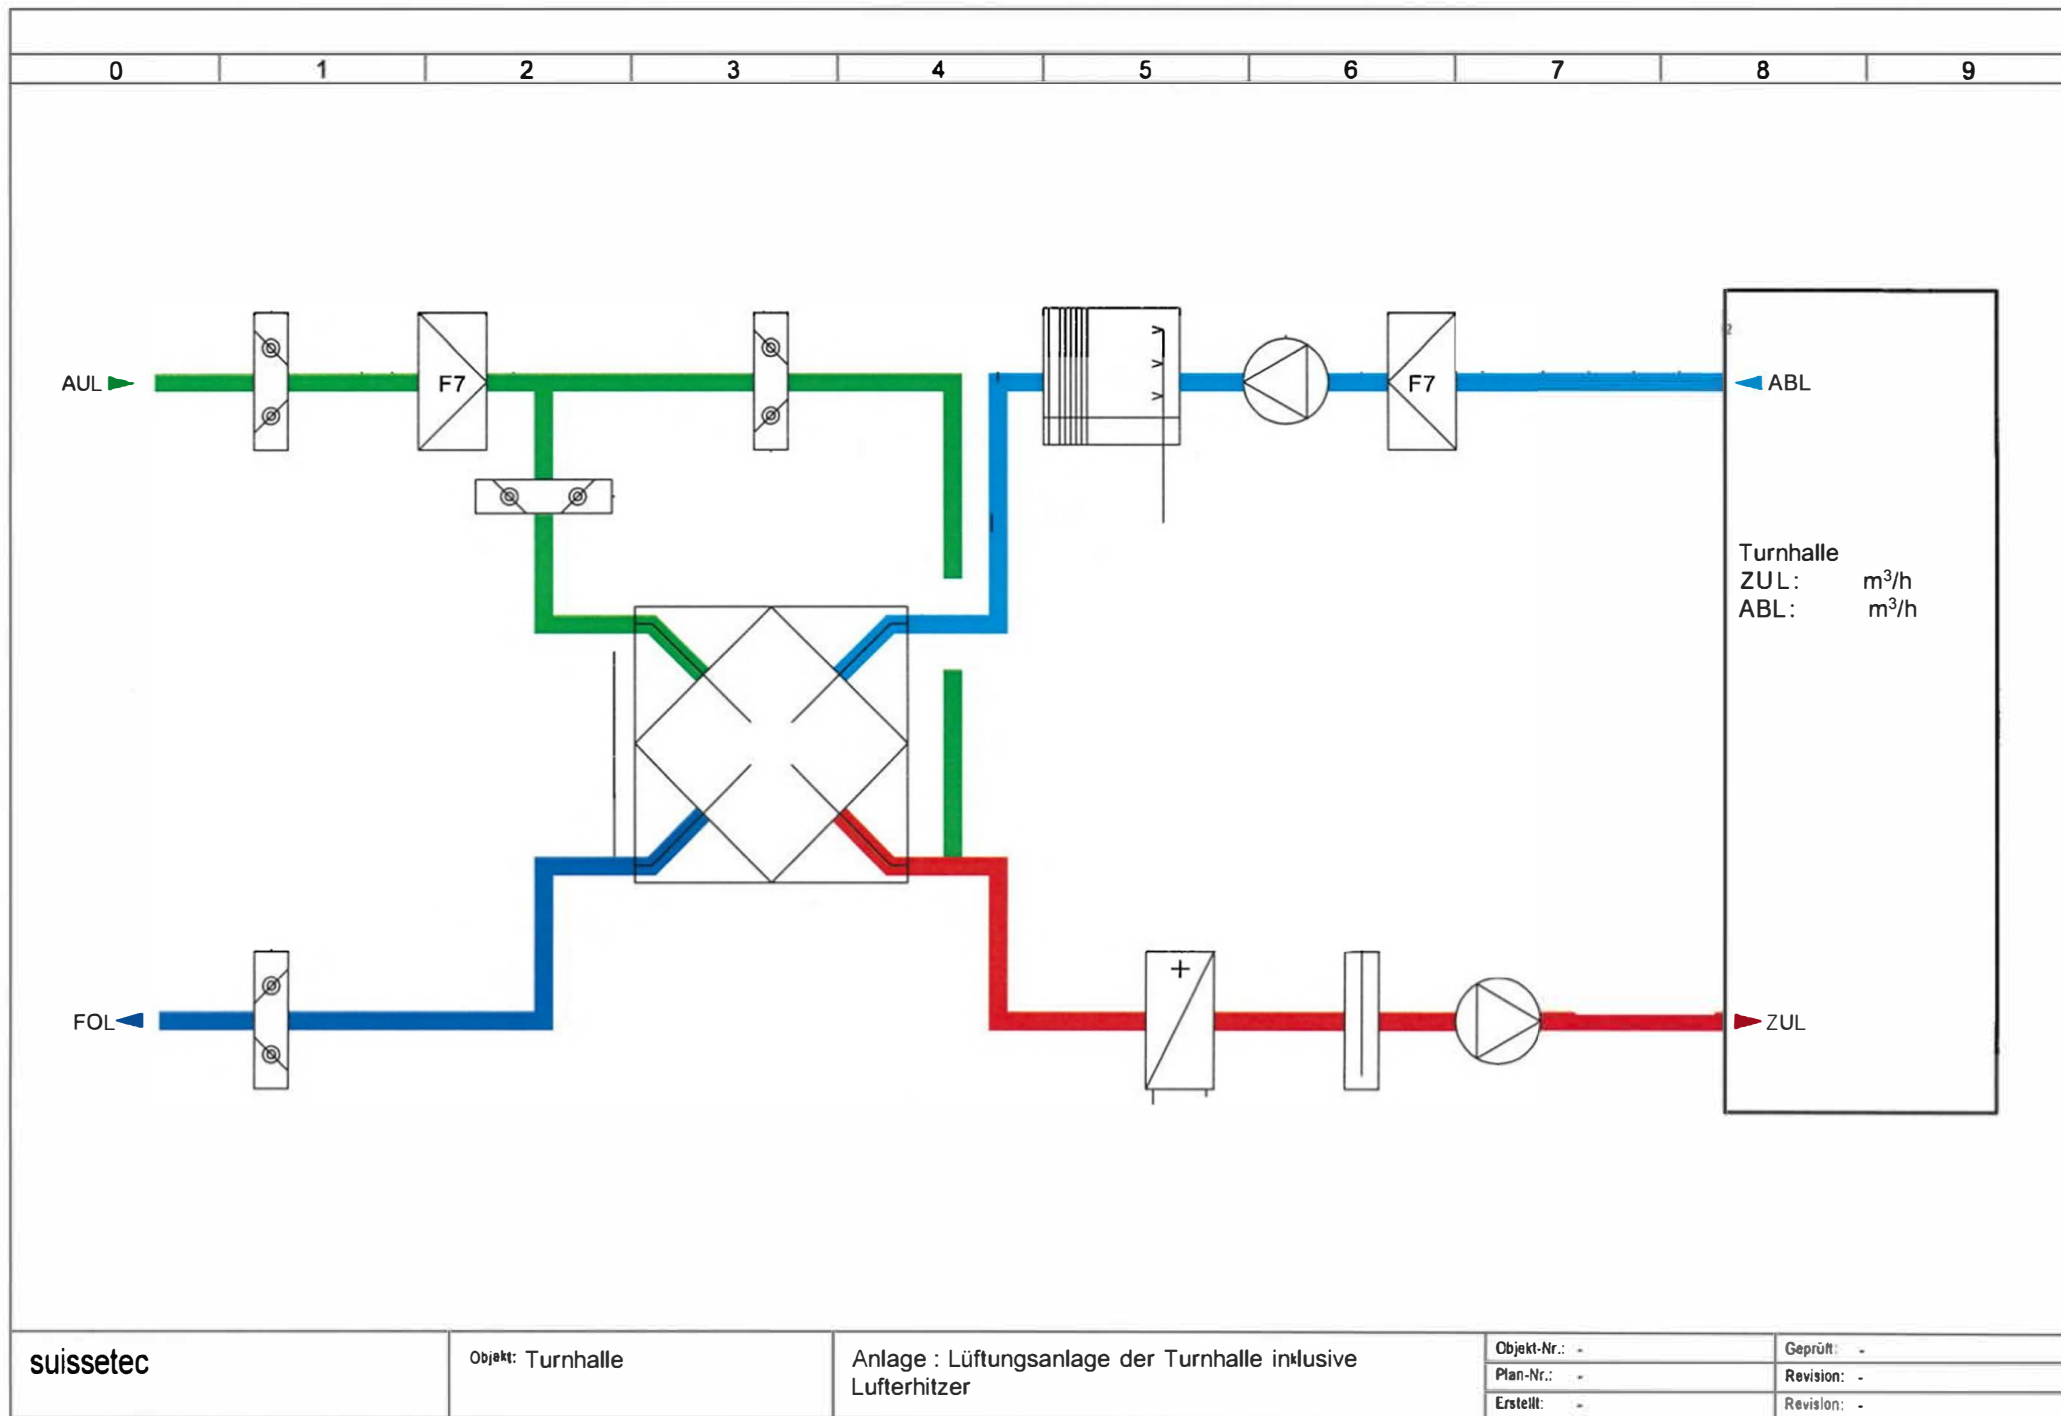 0 1 2 3 4 5 6 7 8 9
AUL
F7
F7
ABL
Turnhalle
ZUL: m³/h
ABL: m³/h
+
FOL
ZUL
suissetec
Objekt: Turnhalle
Anlage : Lüftungsanlage der Turnhalle inklusive
Lufterhitzer
Objekt-Nr.: -
Geprüft: -
Plan-Nr.: -
Revision: -
Erstellt: -
Revision: -